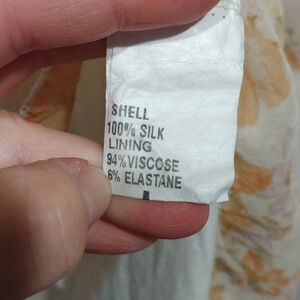 SHELL
100% SILK
LINING
94% VISCOSE
6% ELASTANE